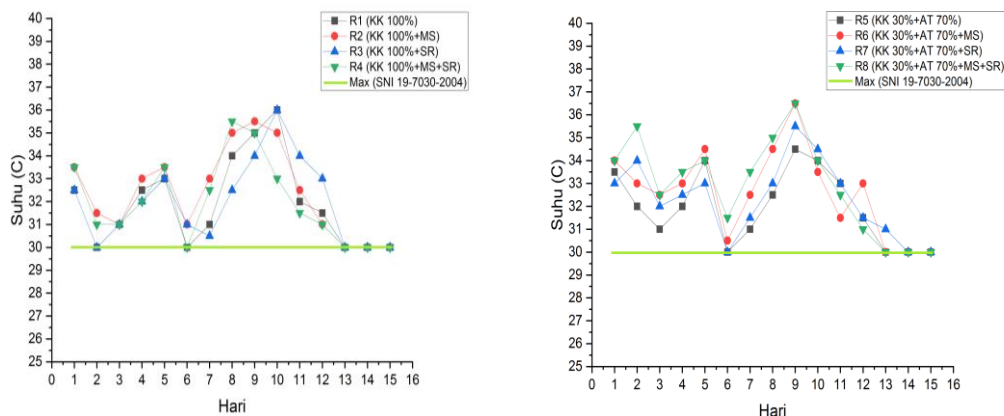 40
39
38
37
36
35
34
33
32
31
30
29
28
27
26
25
Suhu (C)
R1 (KK 100%)
R2 (KK 100%+MS)
R3 (KK 100%+SR)
R4 (KK 100%+MS+SR)
Max (SNI 19-7030-2004)
0 1 2 3 4 5 6 7 8 9 10 11 12 13 14 15 16
Hari
40
39
38
37
36
35
34
33
32
31
30
29
28
27
26
25
Suhu (C)
R5 (KK 30%+AT 70%)
R6 (KK 30%+AT 70%+MS)
R7 (KK 30%+AT 70%+SR)
R8 (KK 30%+AT 70%+MS+SR)
Max (SNI 19-7030-2004)
0 1 2 3 4 5 6 7 8 9 10 11 12 13 14 15 16
Hari